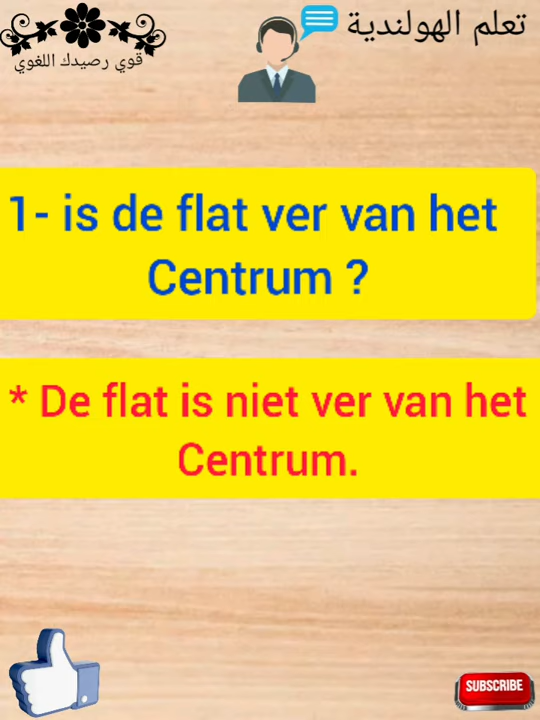 تعلم الهولندية
قوي رصيدك اللغوي
1- is de flat ver van het
Centrum ?
* De flat is niet ver van het
Centrum.
SUBSCRIBE